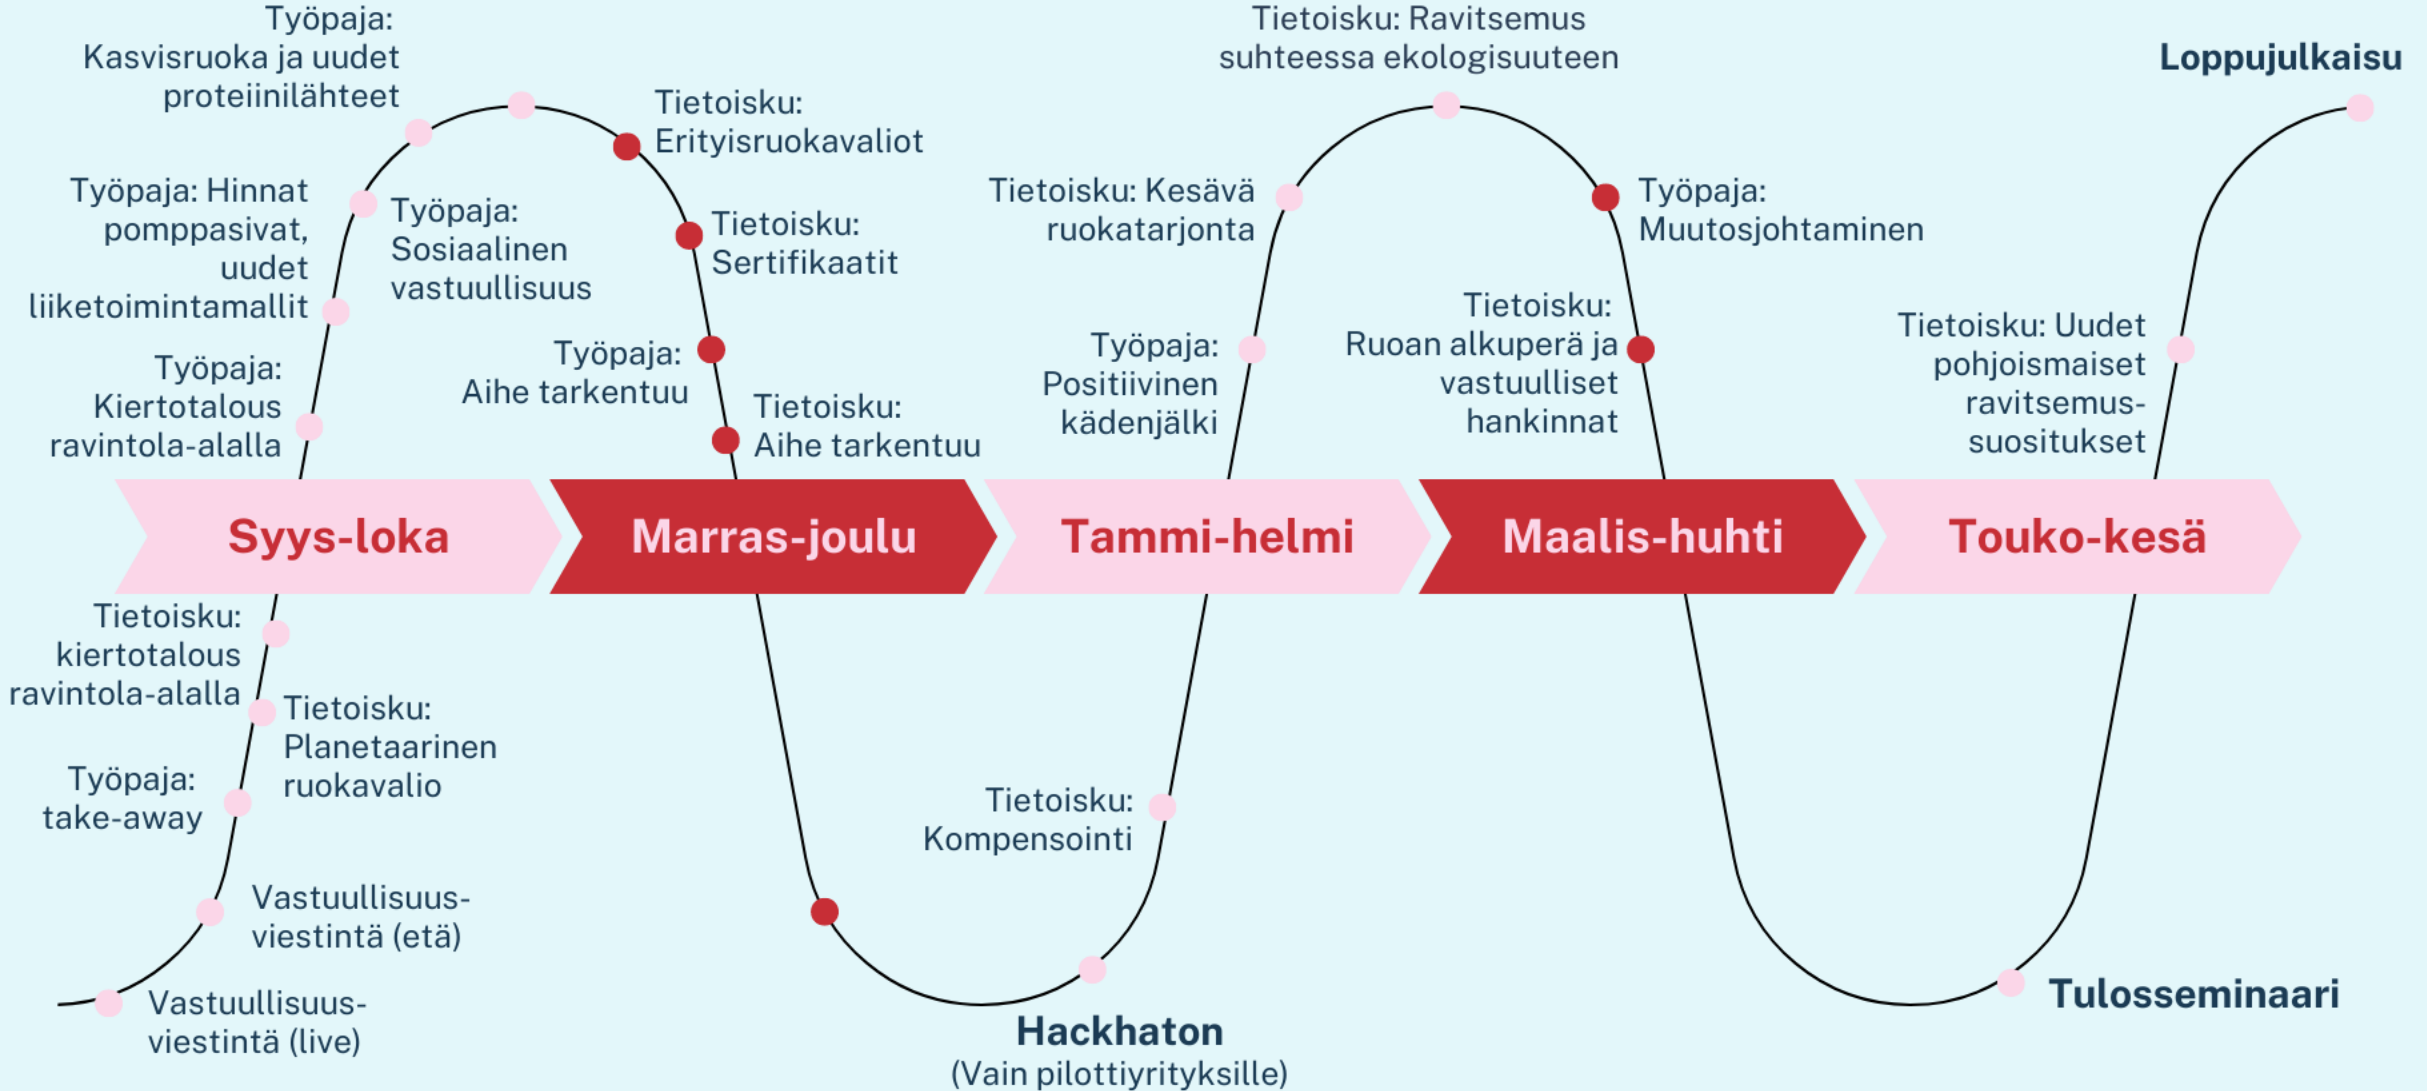 Työpaja:
Kasvisruoka ja uudet
proteiinilähteet
Tietoisku:
Erityisruokavaliot
Työpaja: Hinnat
pomppasivat,
uudet
liiketoimintamallit
Työpaja:
Sosiaalinen
vastuullisuus
Tietoisku:
Sertifikaatit
Työpaja:
Kiertotalous
ravintola-alalla
Työpaja:
Aihe tarkentuu
Tietoisku:
Aihe tarkentuu
Tietoisku: Ravitsemus
suhteessa ekologisuuteen
Tietoisku: Kesävä
ruokatarjonta
Työpaja:
Muutosjohtaminen
Työpaja:
Positiivinen
kädenjälki
Tietoisku:
Ruoan alkuperä ja
vastuulliset
hankinnat
Loppujulkaisu
Tietoisku: Uudet
pohjoismaiset
ravitsemus-
suositukset
Syys-loka
Marras-joulu
Tammi-helmi
Maalis-huhti
Touko-kesä
Tietoisku:
kiertotalous
ravintola-alalla
Tietoisku:
Planetaarinen
ruokavalio
Työpaja:
take-away
Vastuullisuus-
viestintä (etä)
Vastuullisuus-
viestintä (live)
Tietoisku:
Kompensointi
Hackhaton
(Vain pilottiyrityksille)
Tulosseminaari